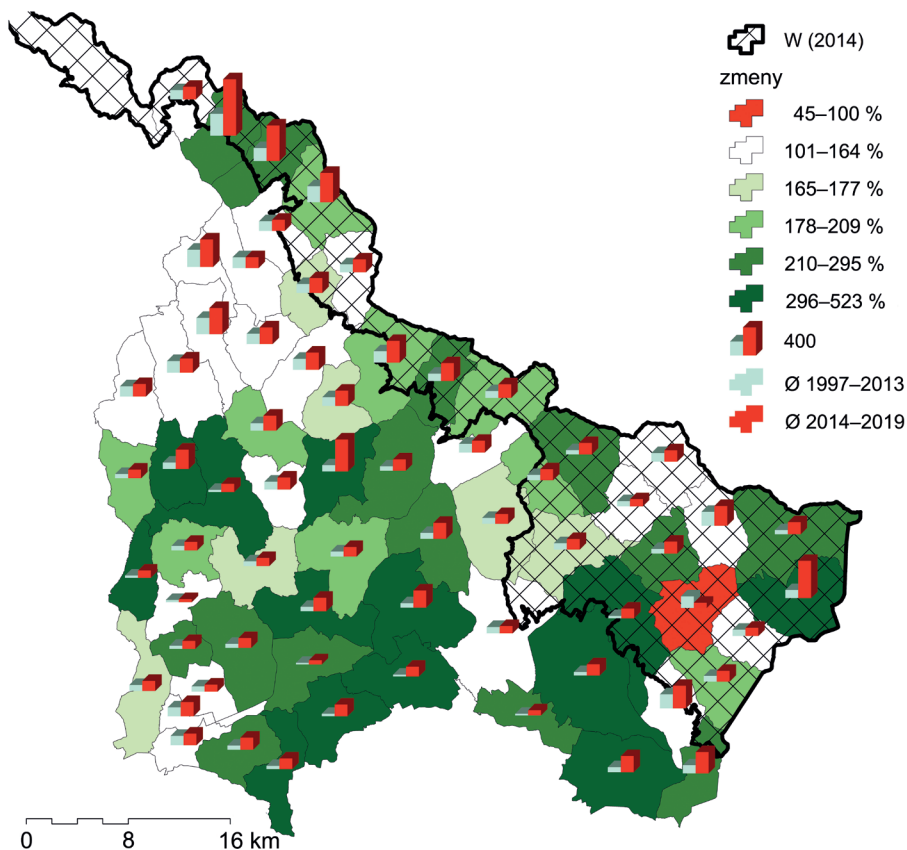 W (2014)
zmeny
45–100 %
101–164 %
165–177 %
178–209 %
210–295 %
296–523 %
400
Ø 1997–2013
Ø 2014–2019
0 8 16 km